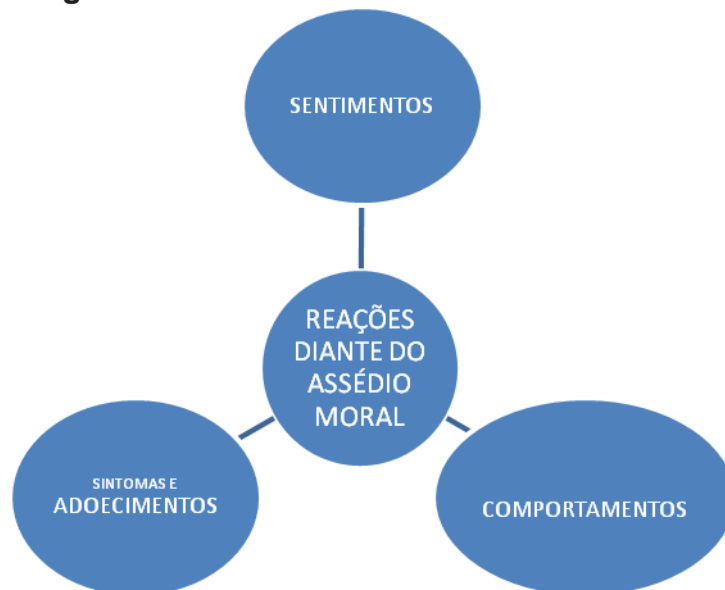 SENTIMENTOS
REAÇÕES
DIANTE DO
ASSÉDIO
MORAL
SINTOMAS E
ADOECIMENTOS
COMPORTAMENTOS